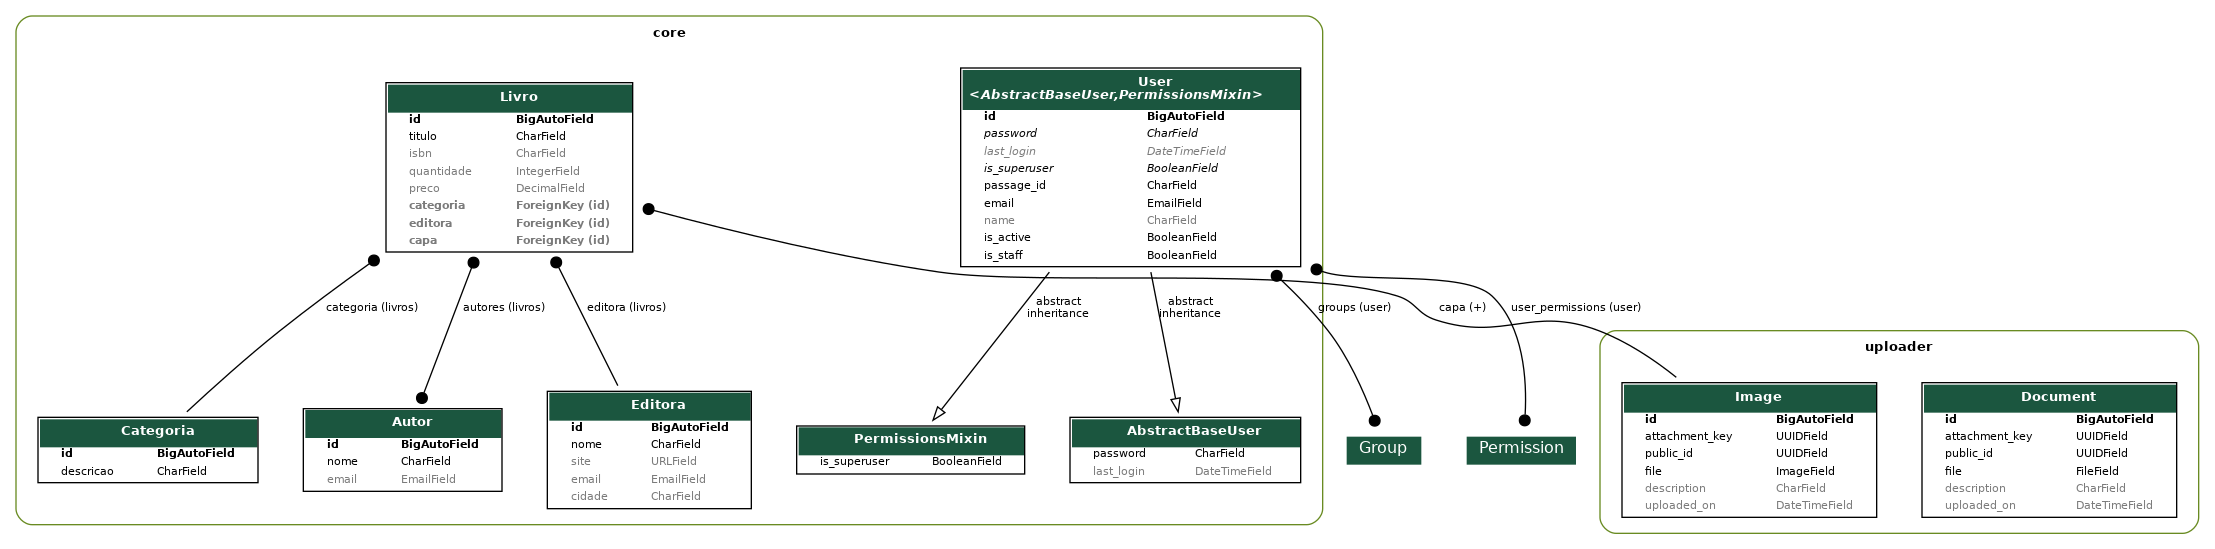 core
Livro
id BigAutoField
titulo CharField
isbn CharField
quantidade IntegerField
preco DecimalField
categoria ForeignKey (id)
editora ForeignKey (id)
capa ForeignKey (id)
User
<AbstractBaseUser,PermissionsMixin>
id BigAutoField
password CharField
last_login DateTimeField
is_superuser BooleanField
passage_id CharField
email EmailField
name CharField
is_active BooleanField
is_staff BooleanField
categoria (livros)
autores (livros)
editora (livros)
abstract
inheritance
abstract
inheritance
groups (user)
capa (+)
user_permissions (user)
Categoria
id BigAutoField
descricao CharField
Autor
id BigAutoField
nome CharField
email EmailField
Editora
id BigAutoField
nome CharField
site URLField
email EmailField
cidade CharField
PermissionsMixin
is_superuser BooleanField
AbstractBaseUser
password CharField
last_login DateTimeField
Group
Permission
uploader
Image
id BigAutoField
attachment_key UUIDField
public_id UUIDField
file ImageField
description CharField
uploaded_on DateTimeField
Document
id BigAutoField
attachment_key UUIDField
public_id UUIDField
file FileField
description CharField
uploaded_on DateTimeField